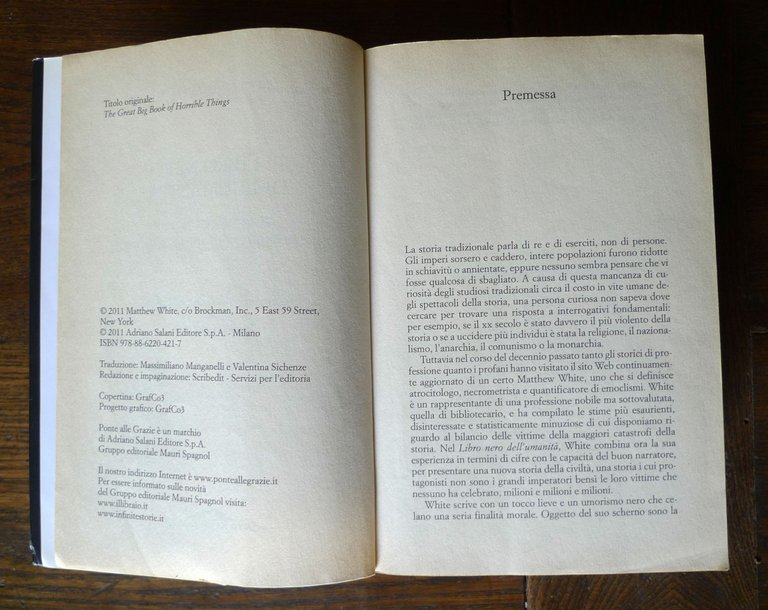 Titolo originale:
The Great Big Book of Horrible Things
© 2011 Matthew White, c/o Brockman, Inc., 5 East 59 Street,
New York
© 2011 Adriano Salani Editore S.p.A. - Milano
ISBN 978-88-6220-421-7
Traduzione: Massimiliano Manganelli e Valentina Sichenze
Redazione e impaginazione: Scribedit - Servizi per l'editoria
Copertina: GrafCo3
Progetto grafico: GrafCo3
Ponte alle Grazie è un marchio
di Adriano Salani Editore S.p.A.
Gruppo editoriale Mauri Spagnol
Il nostro indirizzo Internet è www.ponteallegrazie.it
Per essere informato sulle novità
del Gruppo editoriale Mauri Spagnol visita:
www.illibraio.it
www.infinitestorie.it
Premessa
La storia tradizionale parla di re e di eserciti, non di persone.
Gli imperi sorsero e caddero, intere popolazioni furono ridotte
in schiavitù o annientate, eppure nessuno sembra pensare che vi
fosse qualcosa di sbagliato. A causa di questa mancanza di cu-
riosità degli studiosi tradizionali circa il costo in vite umane de-
gli spettacoli della storia, una persona curiosa non sapeva dove
cercare per trovare una risposta a interrogativi fondamentali:
per esempio, se il XX secolo è stato davvero il più violento della
storia o se a uccidere più individui è stata la religione, il naziona-
lismo, l'anarchia, il comunismo o la monarchia.
Tuttavia nel corso del decennio passato tanto gli storici di pro-
fessione quanto i profani hanno visitato il sito Web continuamen-
te aggiornato di un certo Matthew White, uno che si definisce
atrocitologo, necrometrista e quantificatore di emoclismi. White
è un rappresentante di una professione nobile ma sottovalutata,
quella di bibliotecario, e ha compilato le stime più esaurienti,
disinteressate e statisticamente minuziose di cui disponiamo ri-
guardo al bilancio delle vittime della maggiori catastrofi della
storia. Nel Libro nero dell'umanità, White combina ora la sua
esperienza in termini di cifre con le capacità del buon narratore,
per presentare una nuova storia della civiltà, una storia i cui pro-
tagonisti non sono i grandi imperatori bensì le loro vittime che
nessuno ha celebrato, milioni e milioni e milioni.
White scrive con un tocco lieve e un umorismo nero che ce-
lano una seria finalità morale. Oggetto del suo scherno sono la